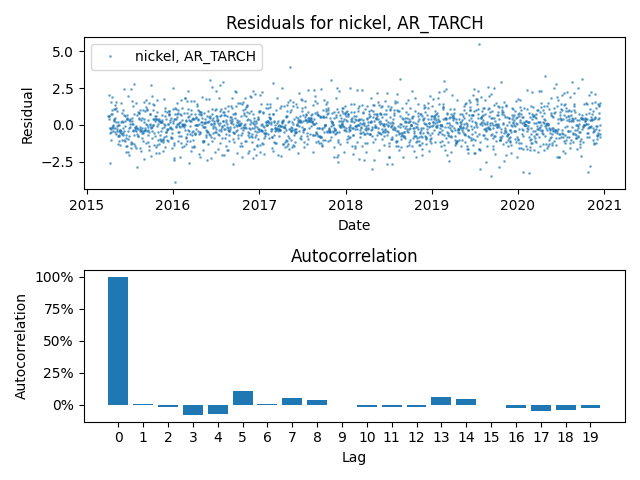 Residuals for nickel, AR_TARCH
5.0
2.5
0.0
−2.5
Residual
nickel, AR_TARCH
2015 2016 2017 2018 2019 2020 2021
Date
Autocorrelation
100%
75%
50%
25%
0%
Autocorrelation
0 1 2 3 4 5 6 7 8 9 10 11 12 13 14 15 16 17 18 19
Lag